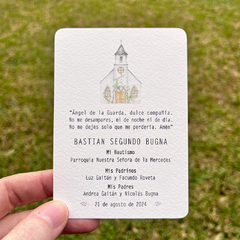 "Ángel de la Guarda, dulce compañía.
No me desampares, ni de noche ni de día.
No me dejes solo que me perdería. Amén"
BASTIAN SEGUNDO BUGNA
Mi Bautismo
Parroquia Nuestra Señora de la Mercedes
Mis Padrinos
Luz Gaitán y Facundo Roveta
Mis Padres
Andrea Gaitán y Nicolás Bugna
21 de agosto de 2024